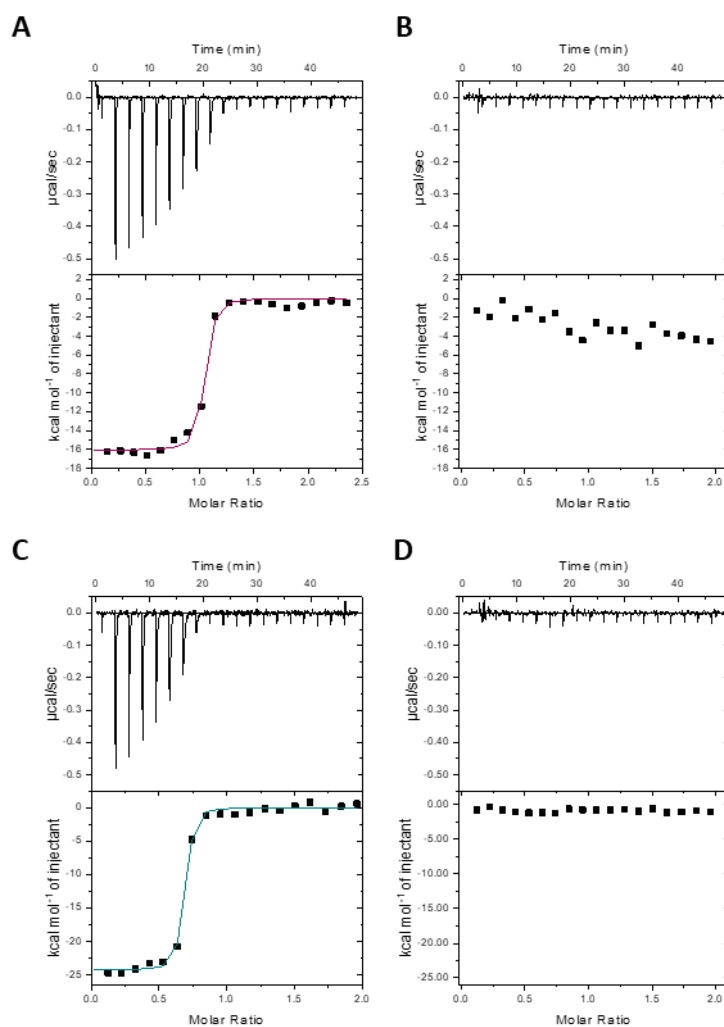 A
Time (min)
0 10 20 30 40
0.0
-0.1
-0.2
-0.3
-0.4
-0.5
µcal/sec
2
0
-2
-4
-6
-8
-10
-12
-14
-16
-18
kcal mol⁻¹ of injectant
0.0 0.5 1.0 1.5 2.0 2.5
Molar Ratio
B
Time (min)
0 10 20 30 40
0.0
-0.1
-0.2
-0.3
-0.4
-0.5
µcal/sec
2
0
-2
-4
-6
-8
-10
-12
-14
-16
-18
kcal mol⁻¹ of injectant
0.0 0.5 1.0 1.5 2.0
Molar Ratio
C
Time (min)
0 10 20 30 40
0.00
-0.10
-0.20
-0.30
-0.40
-0.50
µcal/sec
0
-5
-10
-15
-20
-25
kcal mol⁻¹ of injectant
0.0 0.5 1.0 1.5 2.0
Molar Ratio
D
Time (min)
0 10 20 30 40
0.00
-0.10
-0.20
-0.30
-0.40
-0.50
µcal/sec
0.00
-5.00
-10.00
-15.00
-20.00
-25.00
kcal mol⁻¹ of injectant
0.0 0.5 1.0 1.5 2.0
Molar Ratio